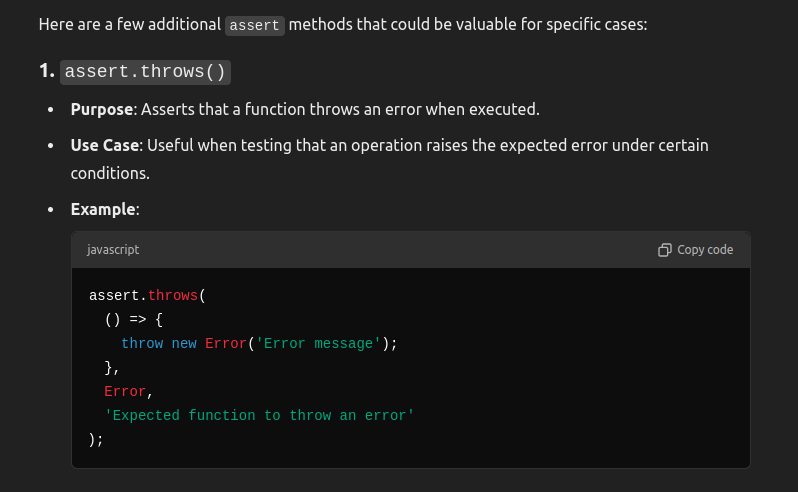 Here are a few additional assert methods that could be valuable for specific cases:
1. assert.throws()
• Purpose: Asserts that a function throws an error when executed.
• Use Case: Useful when testing that an operation raises the expected error under certain
conditions.
• Example:
javascript Copy code
assert.throws(
  () => {
    throw new Error('Error message');
  },
  Error,
  'Expected function to throw an error'
);